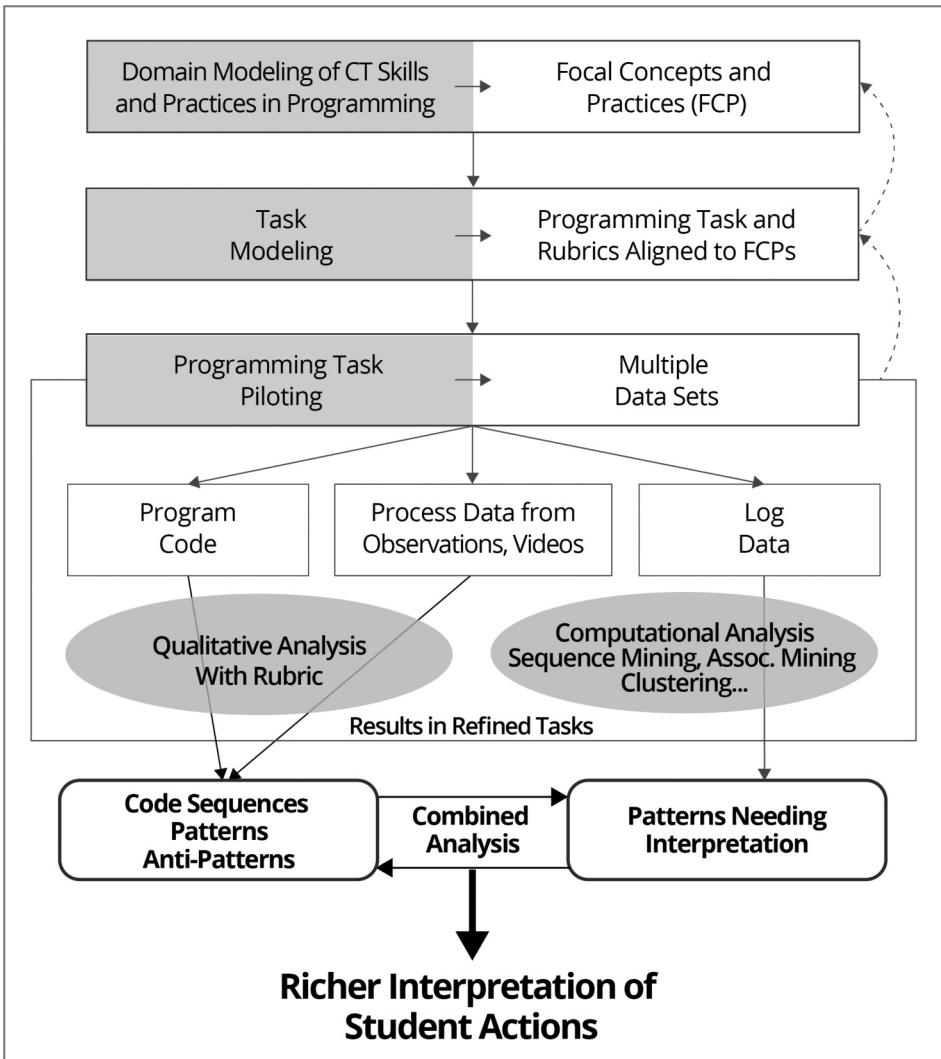 Domain Modeling of CT Skills
and Practices in Programming
Focal Concepts and
Practices (FCP)
Task
Modeling
Programming Task and
Rubrics Aligned to FCPs
Programming Task
Piloting
Multiple
Data Sets
Program
Code
Process Data from
Observations, Videos
Log
Data
Qualitative Analysis
With Rubric
Computational Analysis
Sequence Mining, Assoc. Mining
Clustering...
Results in Refined Tasks
Code Sequences
Patterns
Anti-Patterns
Combined
Analysis
Patterns Needing
Interpretation
Richer Interpretation of
Student Actions